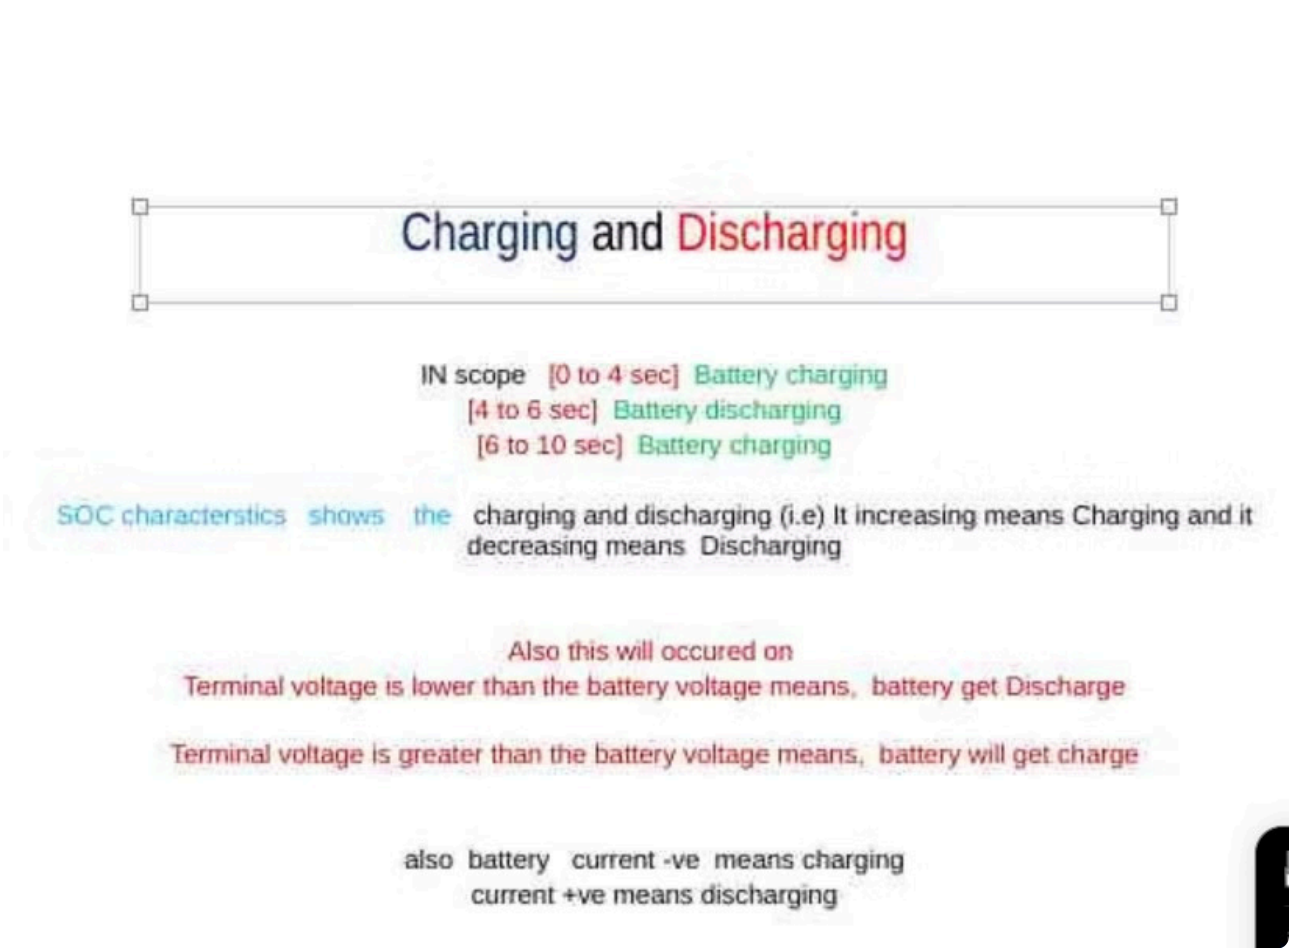 Charging and Discharging
IN scope [0 to 4 sec] Battery charging
[4 to 6 sec] Battery discharging
[6 to 10 sec] Battery charging
SOC characterstics shows the charging and discharging (i.e) It increasing means Charging and it
decreasing means Discharging
Also this will occured on
Terminal voltage is lower than the battery voltage means, battery get Discharge
Terminal voltage is greater than the battery voltage means, battery will get charge
also battery current -ve means charging
current +ve means discharging